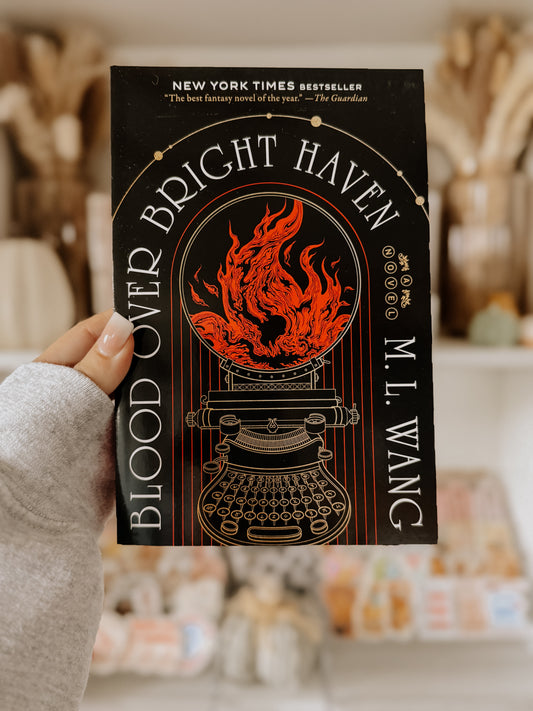 NEW YORK TIMES BESTSELLER
"The best fantasy novel of the year." —The Guardian
BLOOD OVER BRIGHT HAVEN
A NOVEL
M. L. WANG